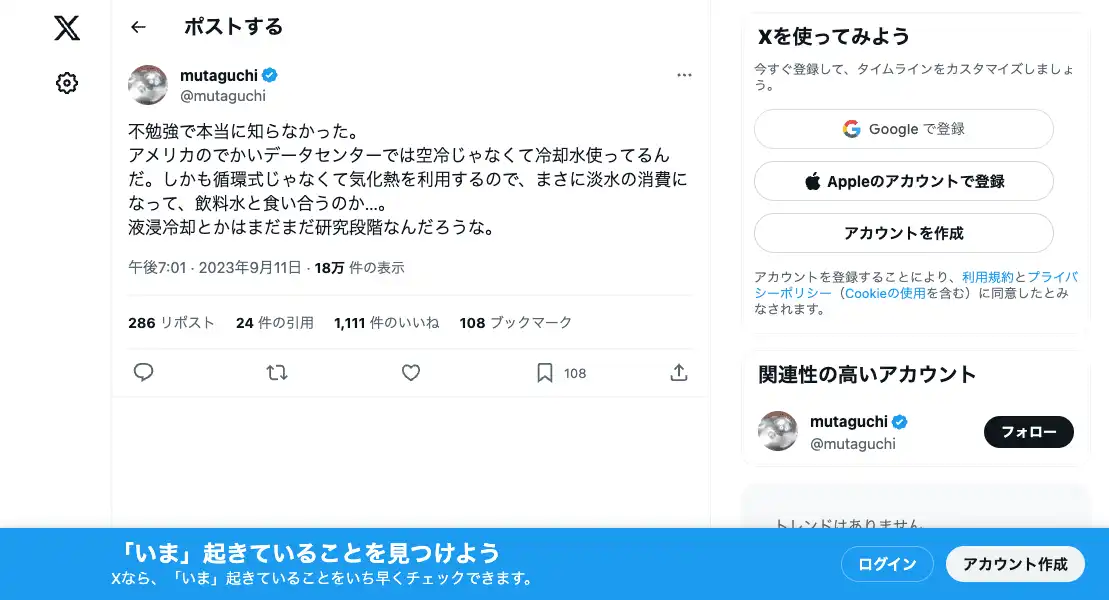 ポストする
mutaguchi
@mutaguchi
不勉強で本当に知らなかった。
アメリカのでかいデータセンターでは空冷じゃなくて冷却水使ってるん
だ。しかも循環式じゃなくて気化熱を利用するので、まさに淡水の消費に
なって、飲料水と食い合うのか…。
液浸冷却とかはまだまだ研究段階なんだろうな。
午後7:01 · 2023年9月11日 · 18万 件の表示
286 リポスト 24 件の引用 1,111 件のいいね 108 ブックマーク
108
Xを使ってみよう
今すぐ登録して、タイムラインをカスタマイズしましょ
う。
Google で登録
Appleのアカウントで登録
アカウントを作成
アカウントを登録することにより、利用規約とプライバ
シーポリシー（Cookieの使用を含む）に同意したとみ
なされます。
関連性の高いアカウント
mutaguchi
@mutaguchi
フォロー
トレンドはありません
「いま」起きていることを見つけよう
Xなら、「いま」起きていることをいち早くチェックできます。
ログイン
アカウント作成